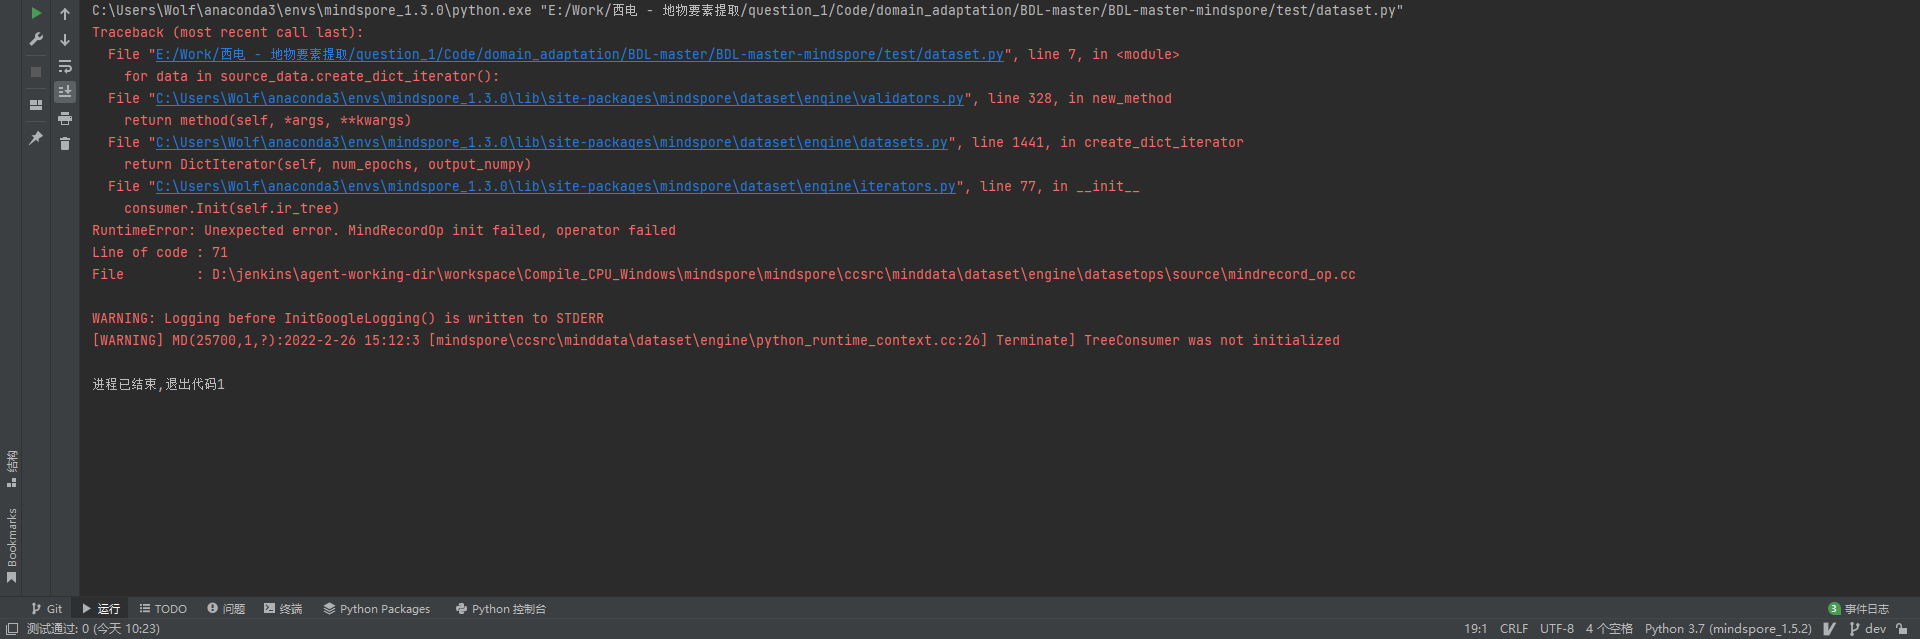 C:\Users\Wolf\anaconda3\envs\mindspore_1.3.0\python.exe "E:/Work/西电 - 地物要素提取/question_1/Code/domain_adaptation/BDL-master/BDL-master-mindspore/test/dataset.py"
Traceback (most recent call last):
  File "E:/Work/西电 - 地物要素提取/question_1/Code/domain_adaptation/BDL-master/BDL-master-mindspore/test/dataset.py", line 7, in <module>
    for data in source_data.create_dict_iterator():
  File "C:\Users\Wolf\anaconda3\envs\mindspore_1.3.0\lib\site-packages\mindspore\dataset\engine\validators.py", line 328, in new_method
    return method(self, *args, **kwargs)
  File "C:\Users\Wolf\anaconda3\envs\mindspore_1.3.0\lib\site-packages\mindspore\dataset\engine\datasets.py", line 1441, in create_dict_iterator
    return DictIterator(self, num_epochs, output_numpy)
  File "C:\Users\Wolf\anaconda3\envs\mindspore_1.3.0\lib\site-packages\mindspore\dataset\engine\iterators.py", line 77, in __init__
    consumer.Init(self.ir_tree)
RuntimeError: Unexpected error. MindRecordOp init failed, operator failed
Line of code : 71
File         : D:\jenkins\agent-working-dir\workspace\Compile_CPU_Windows\mindspore\mindspore\ccsrc\minddata\dataset\engine\datasetops\source\mindrecord_op.cc
WARNING: Logging before InitGoogleLogging() is written to STDERR
[WARNING] MD(25700,1,?):2022-2-26 15:12:3 [mindspore\ccsrc\minddata\dataset\engine\python_runtime_context.cc:26] Terminate] TreeConsumer was not initialized
进程已结束,退出代码1
结构
Bookmarks
Git 运行 TODO 问题 终端 Python Packages Python 控制台 3 事件日志
测试通过: 0 (今天 10:23) 19:1 CRLF UTF-8 4 个空格 Python 3.7 (mindspore_1.5.2) dev